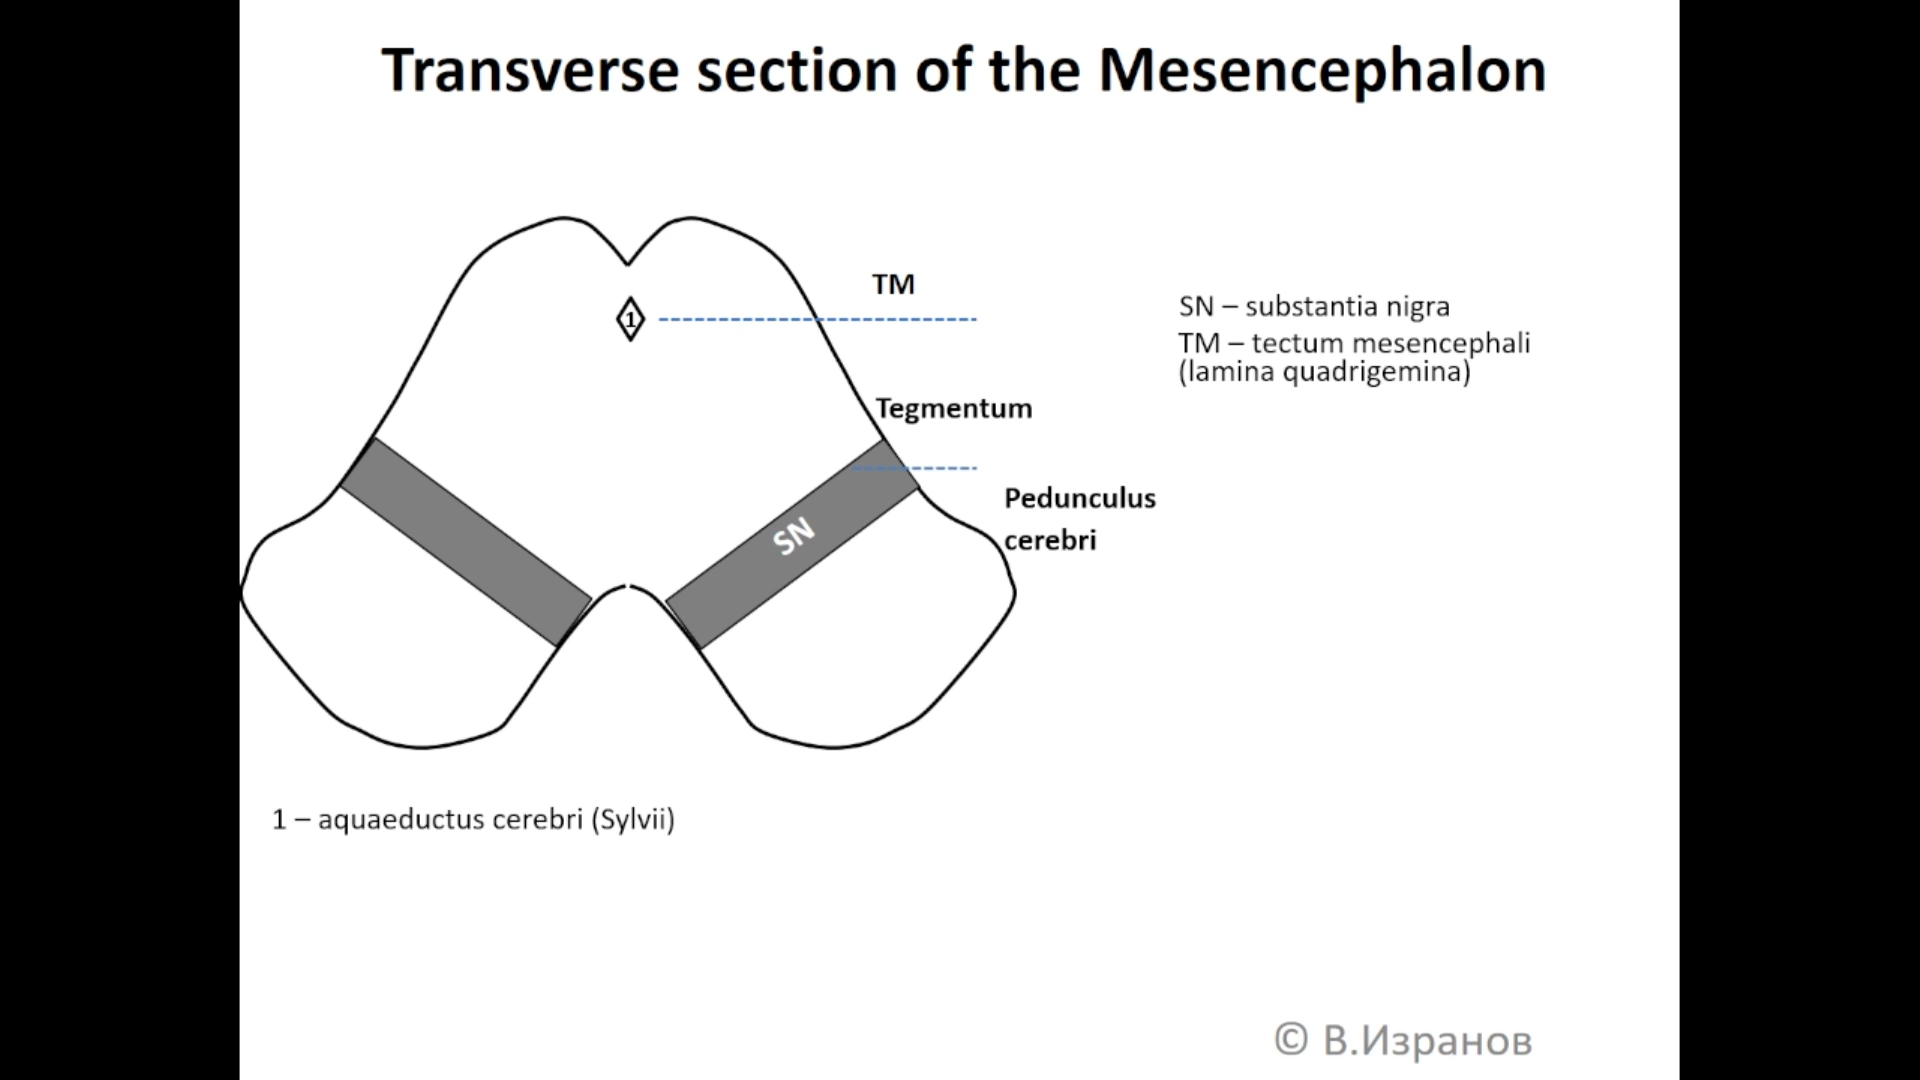 Transverse section of the Mesencephalon
TM
1
SN – substantia nigra
TM – tectum mesencephali
(lamina quadrigemina)
Tegmentum
Pedunculus
cerebri
SN
1 – aquaeductus cerebri (Sylvii)
© В.Изранов